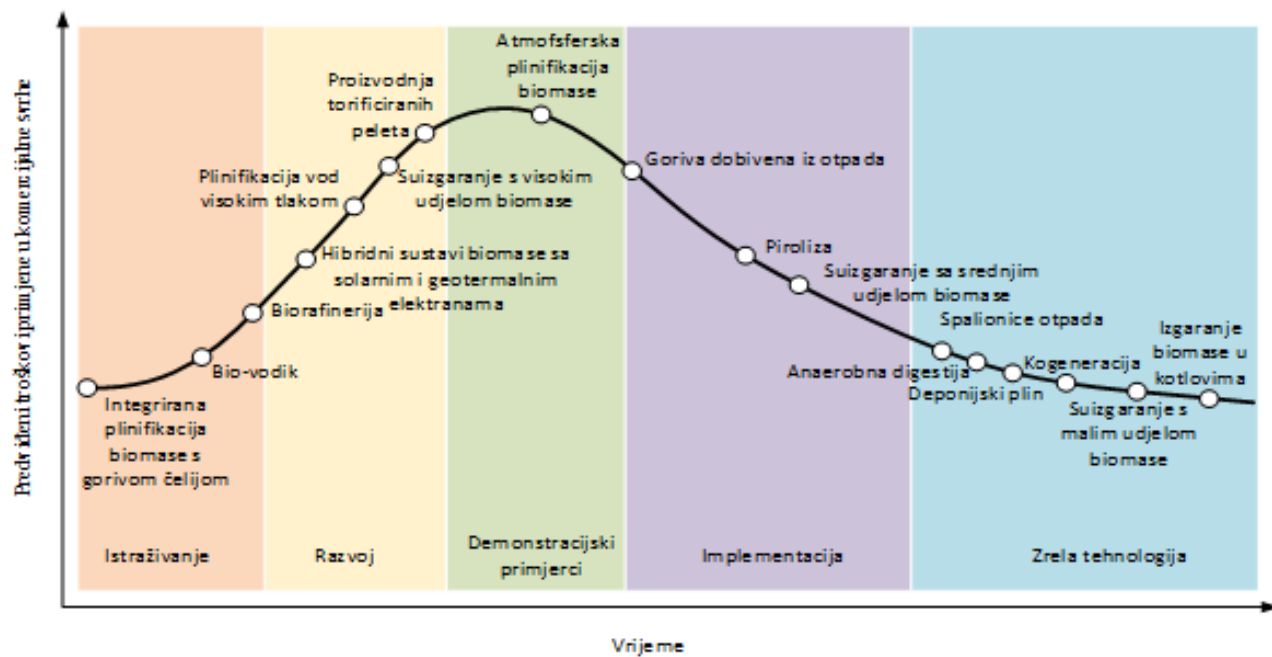 Predviđeni troškovi primjene u komercijalne svrhe
Atmofsferska
plinifikacija
biomase
Proizvodnja
torificiranih
peleta
Goriva dobivena iz otpada
Plinifikacija vod
visokim tlakom
Suizgaranje s visokim
udjelom biomase
Hibridni sustavi biomase sa
solarnim i geotermalnim
elektranama
Piroliza
Suizgaranje sa srednjim
udjelom biomase
Biorafinerija
Spalionice otpada
Izgaranje
biomase u
kotlovima
Bio-vodik
Anaerobna digestija
Kogeneracija
Deponijski plin
Integrirana
plinifikacija
biomase s
gorivom čelijom
Suizgaranje s
malim udjelom
biomase
Istraživanje
Razvoj
Demonstracijski
primjerci
Implementacija
Zrela tehnologija
Vrijeme